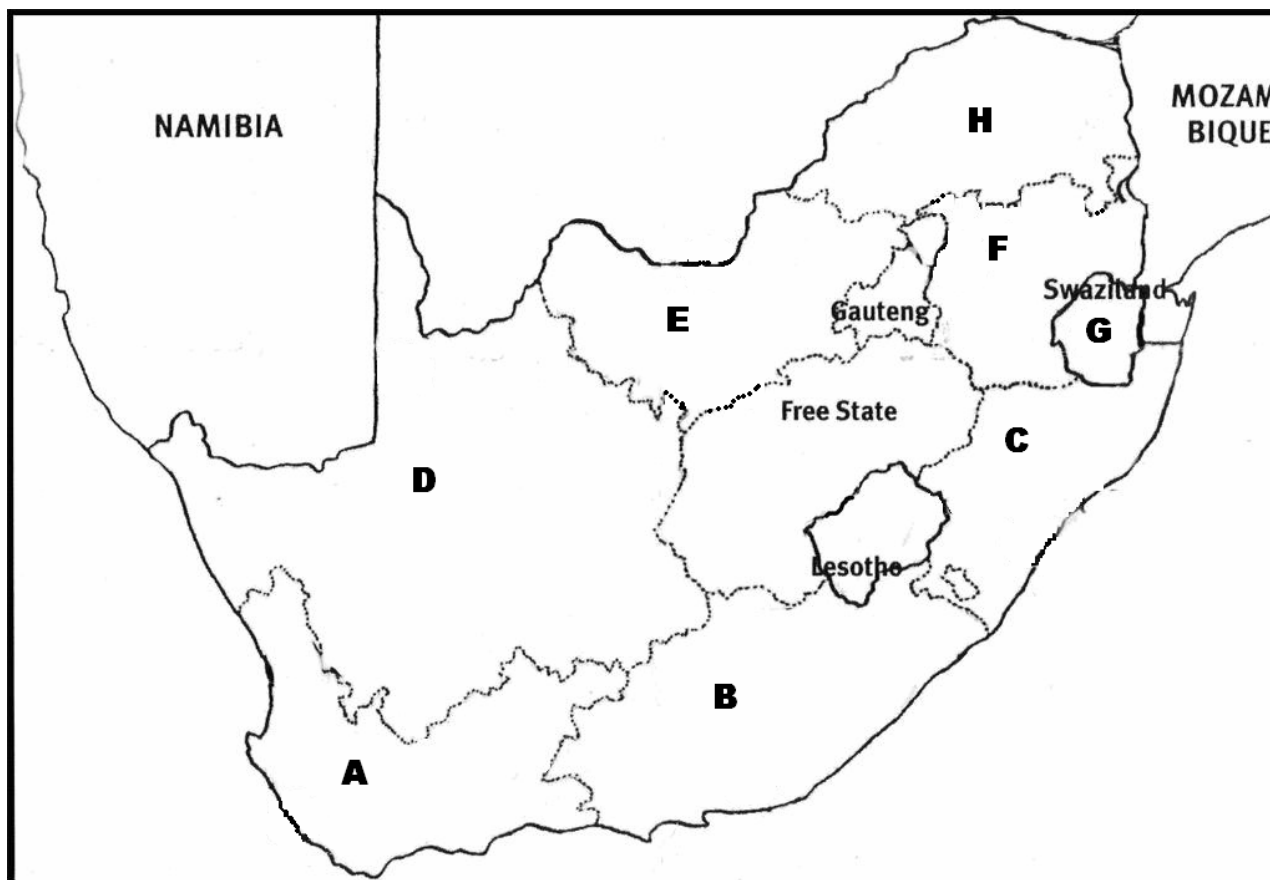 NAMIBIA
MOZAM
BIQUE
H
F
Swaziland
G
Gauteng
E
Free State
C
D
Lesotho
B
A